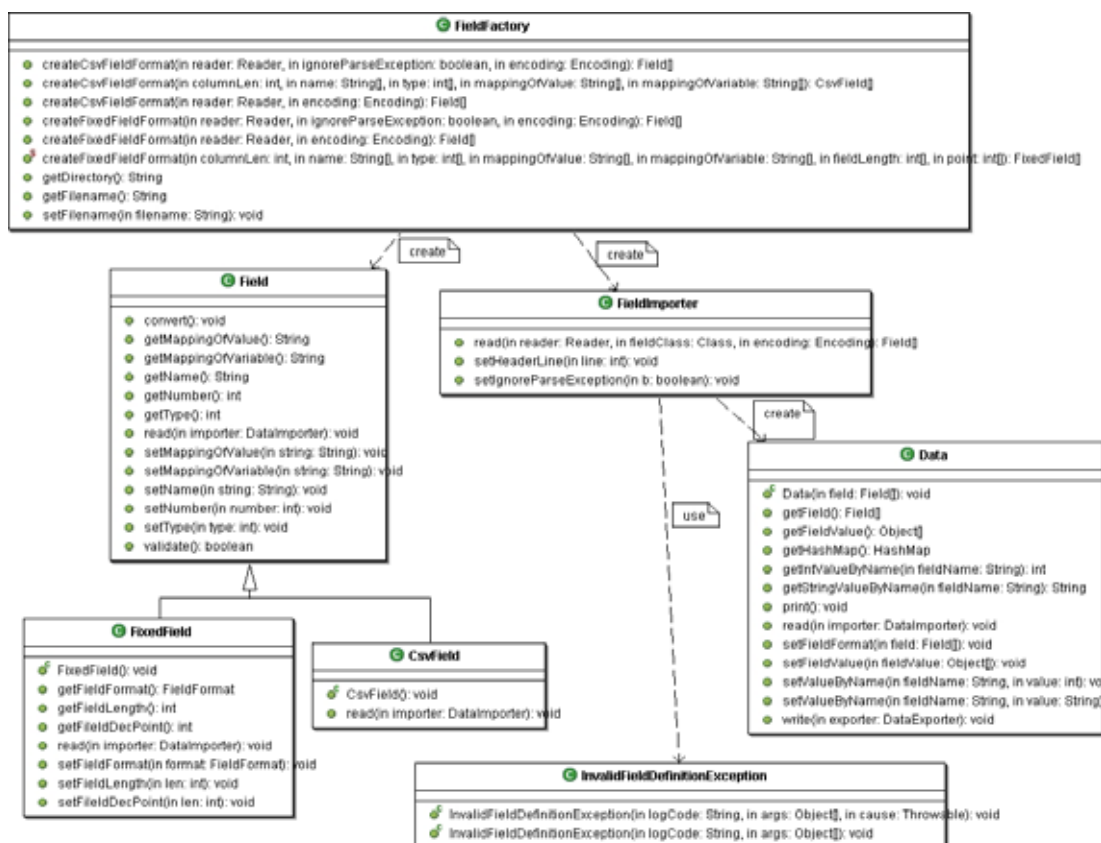 FieldFactory
createCsvFieldFormat(in reader: Reader, in ignoreParseException: boolean, in encoding: Encoding): Field[]
createCsvFieldFormat(in columnLen: int, in name: String[], in type: int[], in mappingOfValue: String[], in mappingOfVariable: String[]): CsvField[]
createCsvFieldFormat(in reader: Reader, in encoding: Encoding): Field[]
createFixedFieldFormat(in reader: Reader, in ignoreParseException: boolean, in encoding: Encoding): Field[]
createFixedFieldFormat(in reader: Reader, in encoding: Encoding): Field[]
createFixedFieldFormat(in columnLen: int, in name: String[], in type: int[], in mappingOfValue: String[], in mappingOfVariable: String[], in fieldLength: int[], in point: int[]): FixedField[]
getDirectory(): String
getFilename(): String
setFilename(in filename: String): void
create
create
Field
convert(): void
getMappingOfValue(): String
getMappingOfVariable(): String
getName(): String
getNumber(): int
getType(): int
read(in importer: DataImporter): void
setMappingOfValue(in string: String): void
setMappingOfVariable(in string: String): void
setName(in string: String): void
setNumber(in number: int): void
setType(in type: int): void
validate(): boolean
FieldImporter
read(in reader: Reader, in fieldClass: Class, in encoding: Encoding): Field[]
setHeaderLine(in line: int): void
setIgnoreParseException(in b: boolean): void
create
use
Data
Data(in field: Field[]): void
getField(): Field[]
getFieldValue(): Object[]
getHashMap(): HashMap
getIntValueByName(in fieldName: String): int
getStringValueByName(in fieldName: String): String
print(): void
read(in importer: DataImporter): void
setFieldFormat(in field: Field[]): void
setFieldValue(in fieldValue: Object[]): void
setValueByName(in fieldName: String, in value: int): vo
setValueByName(in fieldName: String, in value: String)
write(in exporter: DataExporter): void
FixedField
FixedField(): void
getFieldFormat(): FieldFormat
getFieldLength(): int
getFileldDecPoint(): int
read(in importer: DataImporter): void
setFieldFormat(in format: FieldFormat): void
setFieldLength(in len: int): void
setFileldDecPoint(in len: int): void
CsvField
CsvField(): void
read(in importer: DataImporter): void
InvalidFieldDefinitionException
InvalidFieldDefinitionException(in logCode: String, in args: Object[], in cause: Throwable): void
InvalidFieldDefinitionException(in logCode: String, in args: Object[]): void